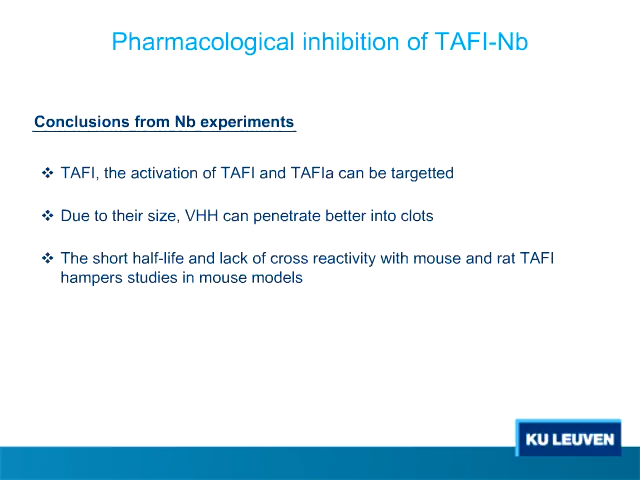 Pharmacological inhibition of TAFI-Nb
Conclusions from Nb experiments
❖ TAFI, the activation of TAFI and TAFIa can be targetted
❖ Due to their size, VHH can penetrate better into clots
❖ The short half-life and lack of cross reactivity with mouse and rat TAFI
hampers studies in mouse models
KU LEUVEN